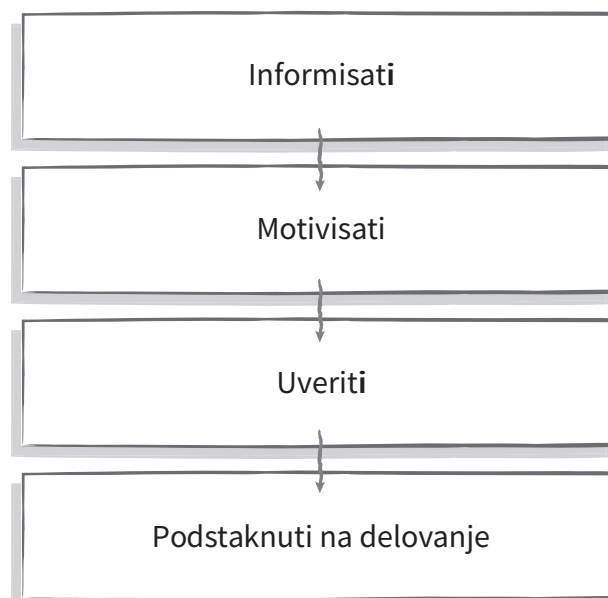 Informisati
Motivisati
Uveriti
Podstaknuti na delovanje